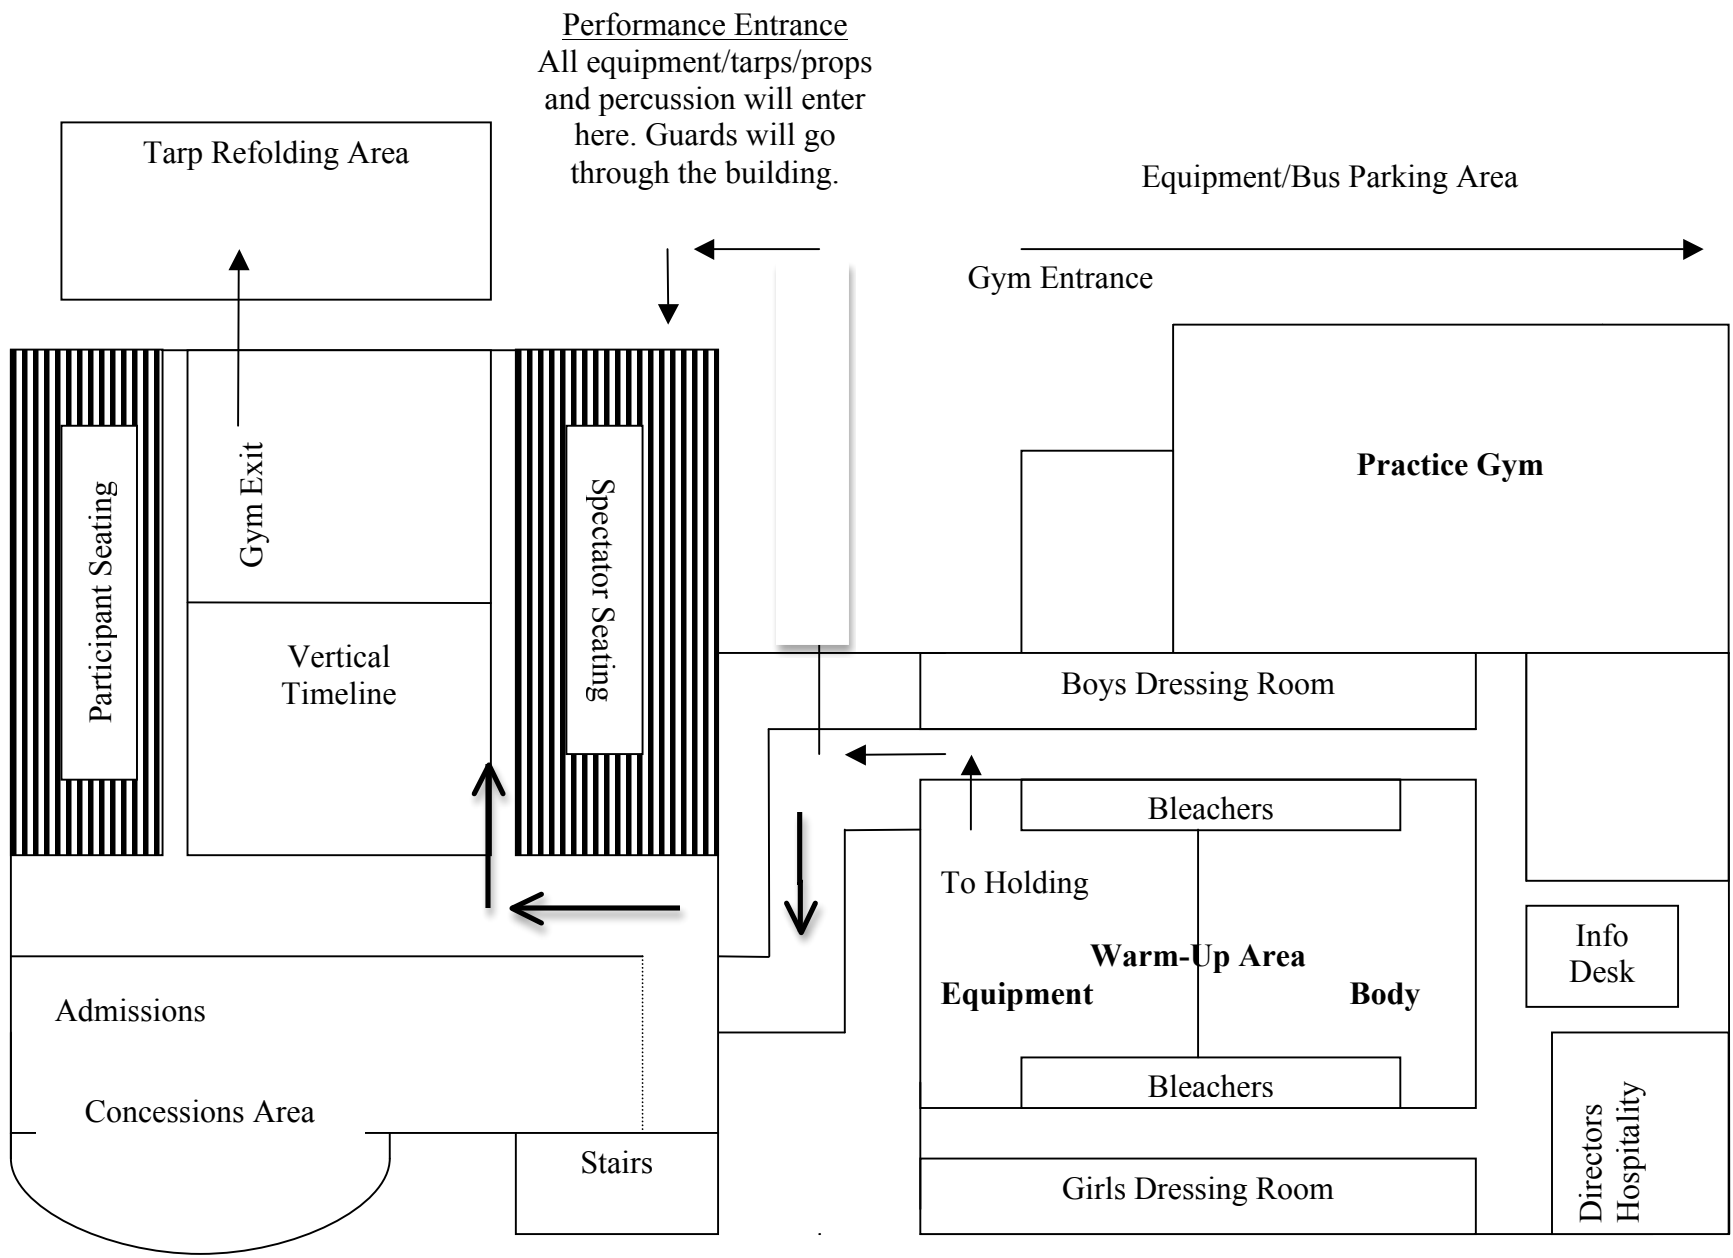 Performance Entrance
All equipment/tarps/props
and percussion will enter
here. Guards will go
through the building.
Tarp Refolding Area
Equipment/Bus Parking Area
Gym Entrance
Participant Seating
Gym Exit
Spectator Seating
Practice Gym
Vertical
Timeline
Boys Dressing Room
Bleachers
To Holding
Warm-Up Area
Equipment
Body
Info
Desk
Admissions
Concessions Area
Bleachers
Stairs
Girls Dressing Room
Directors
Hospitality